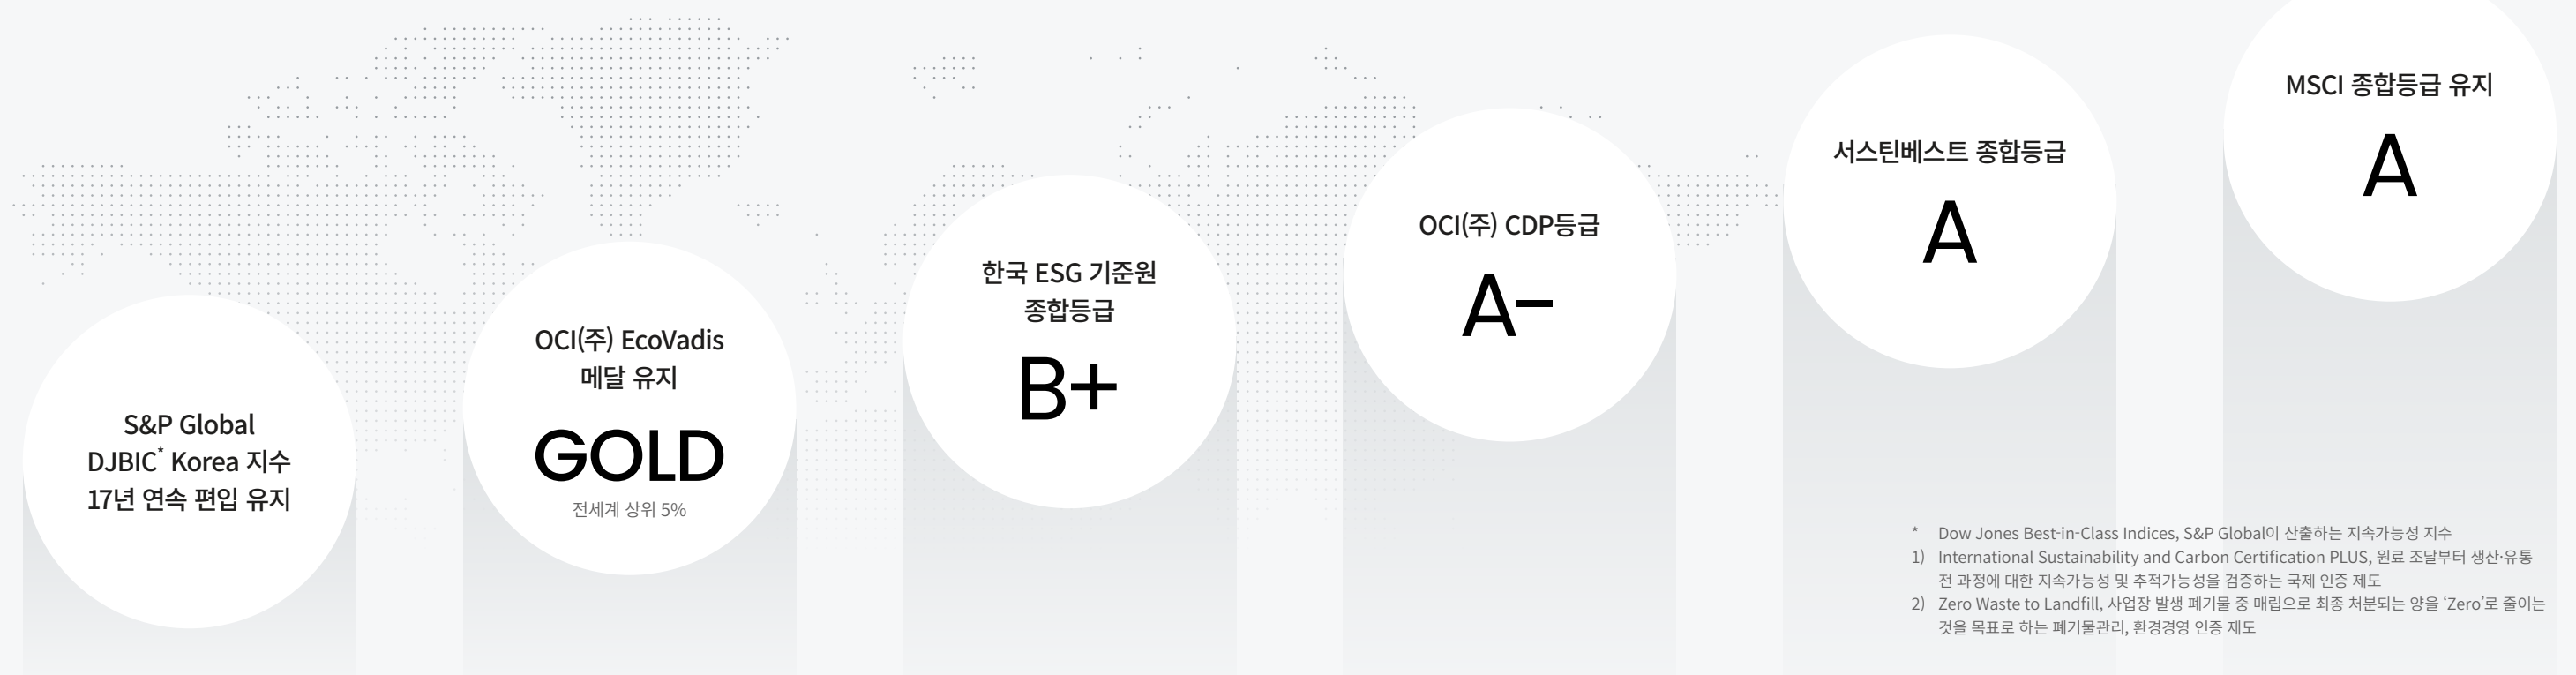 S&P Global
DJBIC* Korea 지수
17년 연속 편입 유지
OCI(주) EcoVadis
메달 유지
GOLD
전세계 상위 5%
한국 ESG 기준원
종합등급
B+
OCI(주) CDP등급
A−
서스틴베스트 종합등급
A
MSCI 종합등급 유지
A
* Dow Jones Best-in-Class Indices, S&P Global이 산출하는 지속가능성 지수
1) International Sustainability and Carbon Certification PLUS, 원료 조달부터 생산·유통
전 과정에 대한 지속가능성 및 추적가능성을 검증하는 국제 인증 제도
2) Zero Waste to Landfill, 사업장 발생 폐기물 중 매립으로 최종 처분되는 양을 ‘Zero’로 줄이는
것을 목표로 하는 폐기물관리, 환경경영 인증 제도